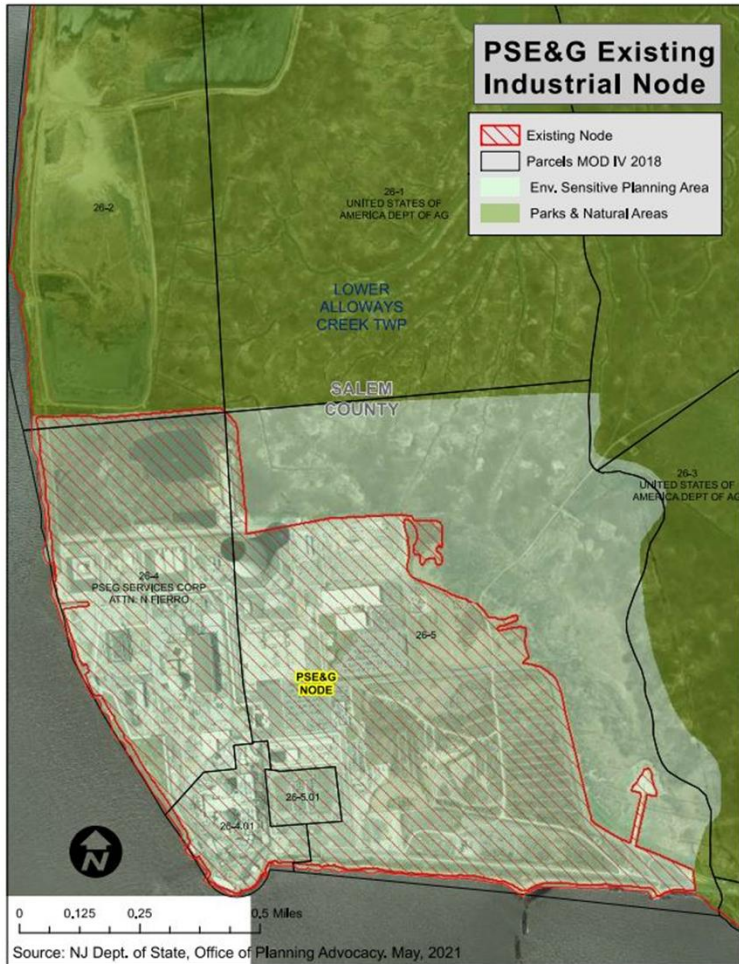 PSE&G Existing
Industrial Node
Existing Node
Parcels MOD IV 2018
Env. Sensitive Planning Area
Parks & Natural Areas
26-2
26-1
UNITED STATES OF
AMERICA DEPT OF AG
LOWER
ALLOWAYS
CREEK TWP
SALEM
COUNTY
26-3
UNITED STATES OF
AMERICA DEPT OF AG
26-4
PSEG SERVICES CORP
ATTN: N FIERRO
26-5
PSE&G
NODE
26-5.01
26-4.01
N
0 0.125 0.25 0.5 Miles
Source: NJ Dept. of State, Office of Planning Advocacy. May, 2021